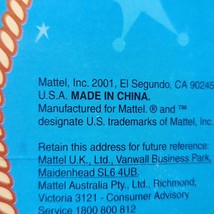 Mattel, Inc. 2001, El Segundo, CA 90245
U.S.A. MADE IN CHINA.
Manufactured for Mattel. ® and ™
designate U.S. trademarks of Mattel, Inc.
Retain this address for future reference:
Mattel U.K., Ltd., Vanwall Business Park,
Maidenhead SL6 4UB.
Mattel Australia Pty., Ltd., Richmond,
Victoria 3121 - Consumer Advisory
Service 1800 800 812